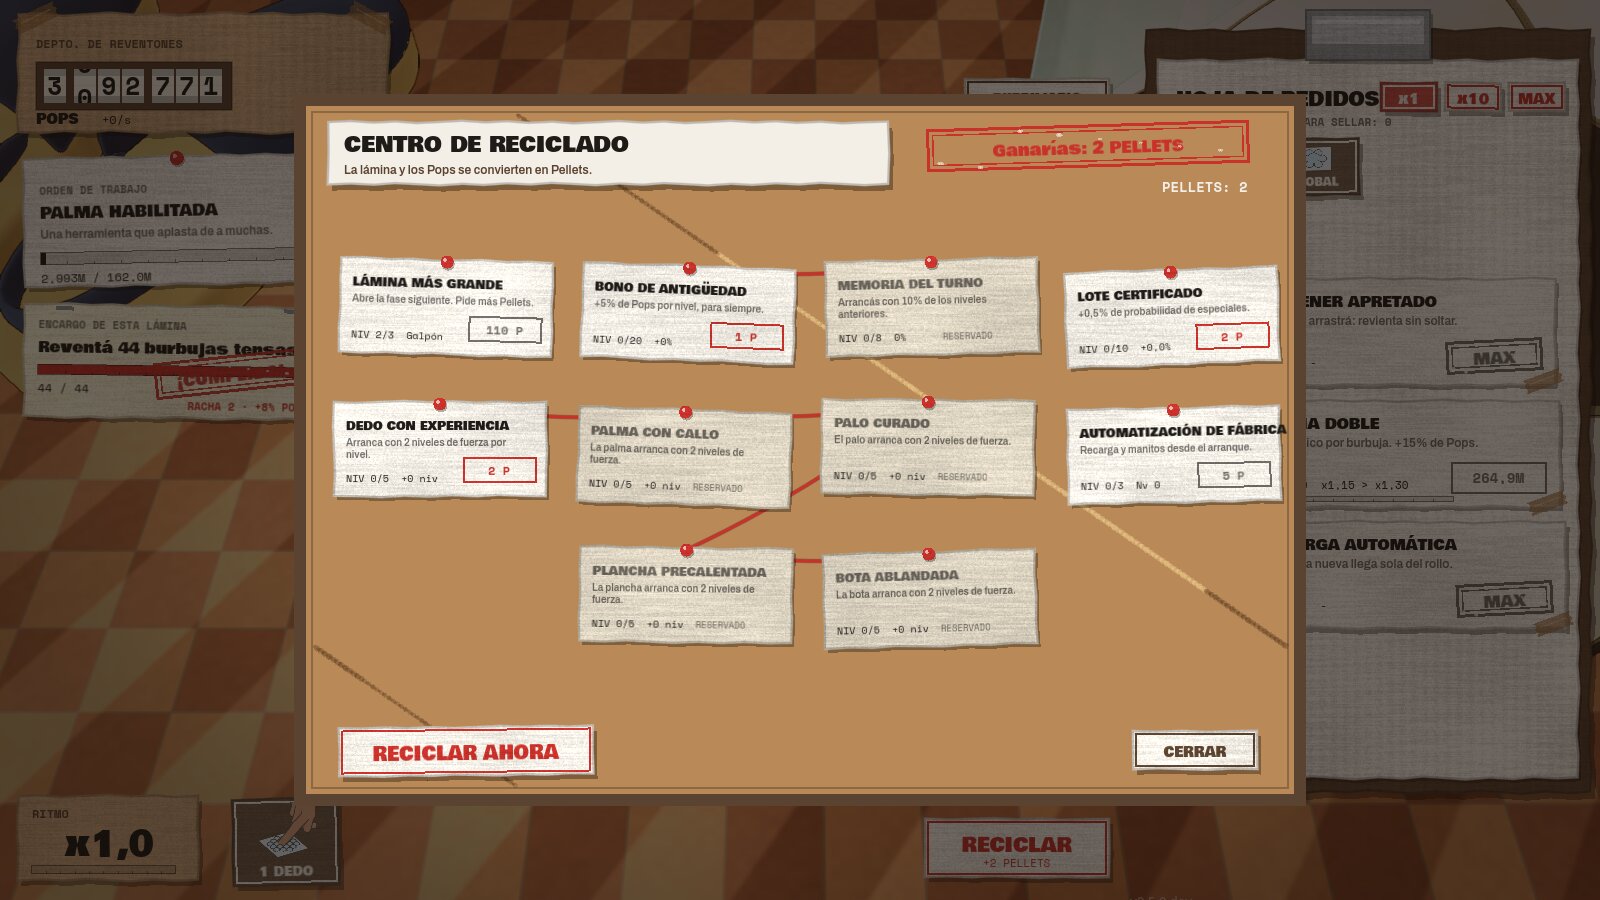 DEPTO. DE REVENTONES
3 092 771
POPS +0/s
ORDEN DE TRABAJO
PALMA HABILITADA
Una herramienta que aplasta de a muchas.
2.993M / 162.0M
ENCARGO DE ESTA LÁMINA
Reventá 44 burbujas tensas
44 / 44
RACHA 2 · +8% PO
RITMO
x1,0
1 DEDO
CENTRO DE RECICLADO
La lámina y los Pops se convierten en Pellets.
Ganarías: 2 PELLETS
PELLETS: 2
LÁMINA MÁS GRANDE
Abre la fase siguiente. Pide más Pellets.
NIV 2/3 Galpón
110 P
BONO DE ANTIGÜEDAD
+5% de Pops por nivel, para siempre.
NIV 0/20 +0%
1 P
MEMORIA DEL TURNO
Arrancás con 10% de los niveles
anteriores.
NIV 0/8 0%
RESERVADO
LOTE CERTIFICADO
+0,5% de probabilidad de especiales.
NIV 0/10 +0,0%
2 P
DEDO CON EXPERIENCIA
Arranca con 2 niveles de fuerza por
nivel.
NIV 0/5 +0 niv
2 P
PALMA CON CALLO
La palma arranca con 2 niveles de
fuerza.
NIV 0/5 +0 niv
RESERVADO
PALO CURADO
El palo arranca con 2 niveles de fuerza.
NIV 0/5 +0 niv
RESERVADO
AUTOMATIZACIÓN DE FÁBRICA
Recarga y manitos desde el arranque.
NIV 0/3 Nv 0
5 P
PLANCHA PRECALENTADA
La plancha arranca con 2 niveles de
fuerza.
NIV 0/5 +0 niv
RESERVADO
BOTA ABLANDADA
La bota arranca con 2 niveles de fuerza.
NIV 0/5 +0 niv
RESERVADO
RECICLAR AHORA
CERRAR
RECICLAR
+2 PELLETS
HOJA DE PEDIDOS
x1
x10
MAX
ARA SELLAR: 0
OBAL
ENER APRETADO
arrastrá: revienta sin soltar.
-
MAX
A DOBLE
ico por burbuja. +15% de Pops.
x1.15 > x1.30
264,9M
RGA AUTOMÁTICA
a nueva llega sola del rollo.
-
MAX